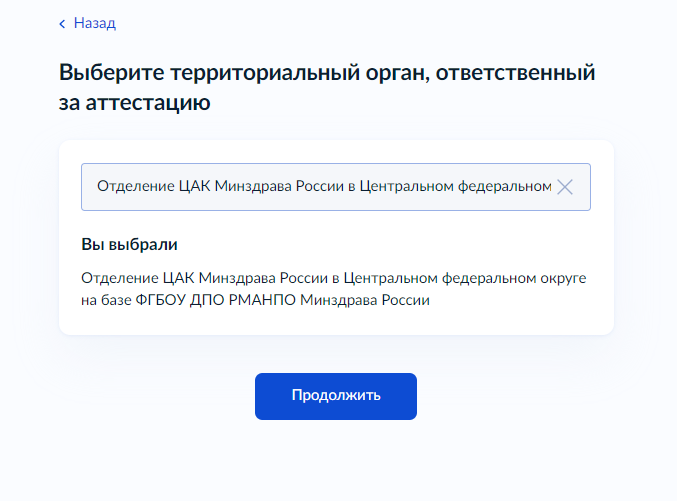 Назад
Выберите территориальный орган, ответственный
за аттестацию
Отделение ЦАК Минздрава России в Центральном федеральном
Вы выбрали
Отделение ЦАК Минздрава России в Центральном федеральном округе
на базе ФГБОУ ДПО РМАНПО Минздрава России
Продолжить